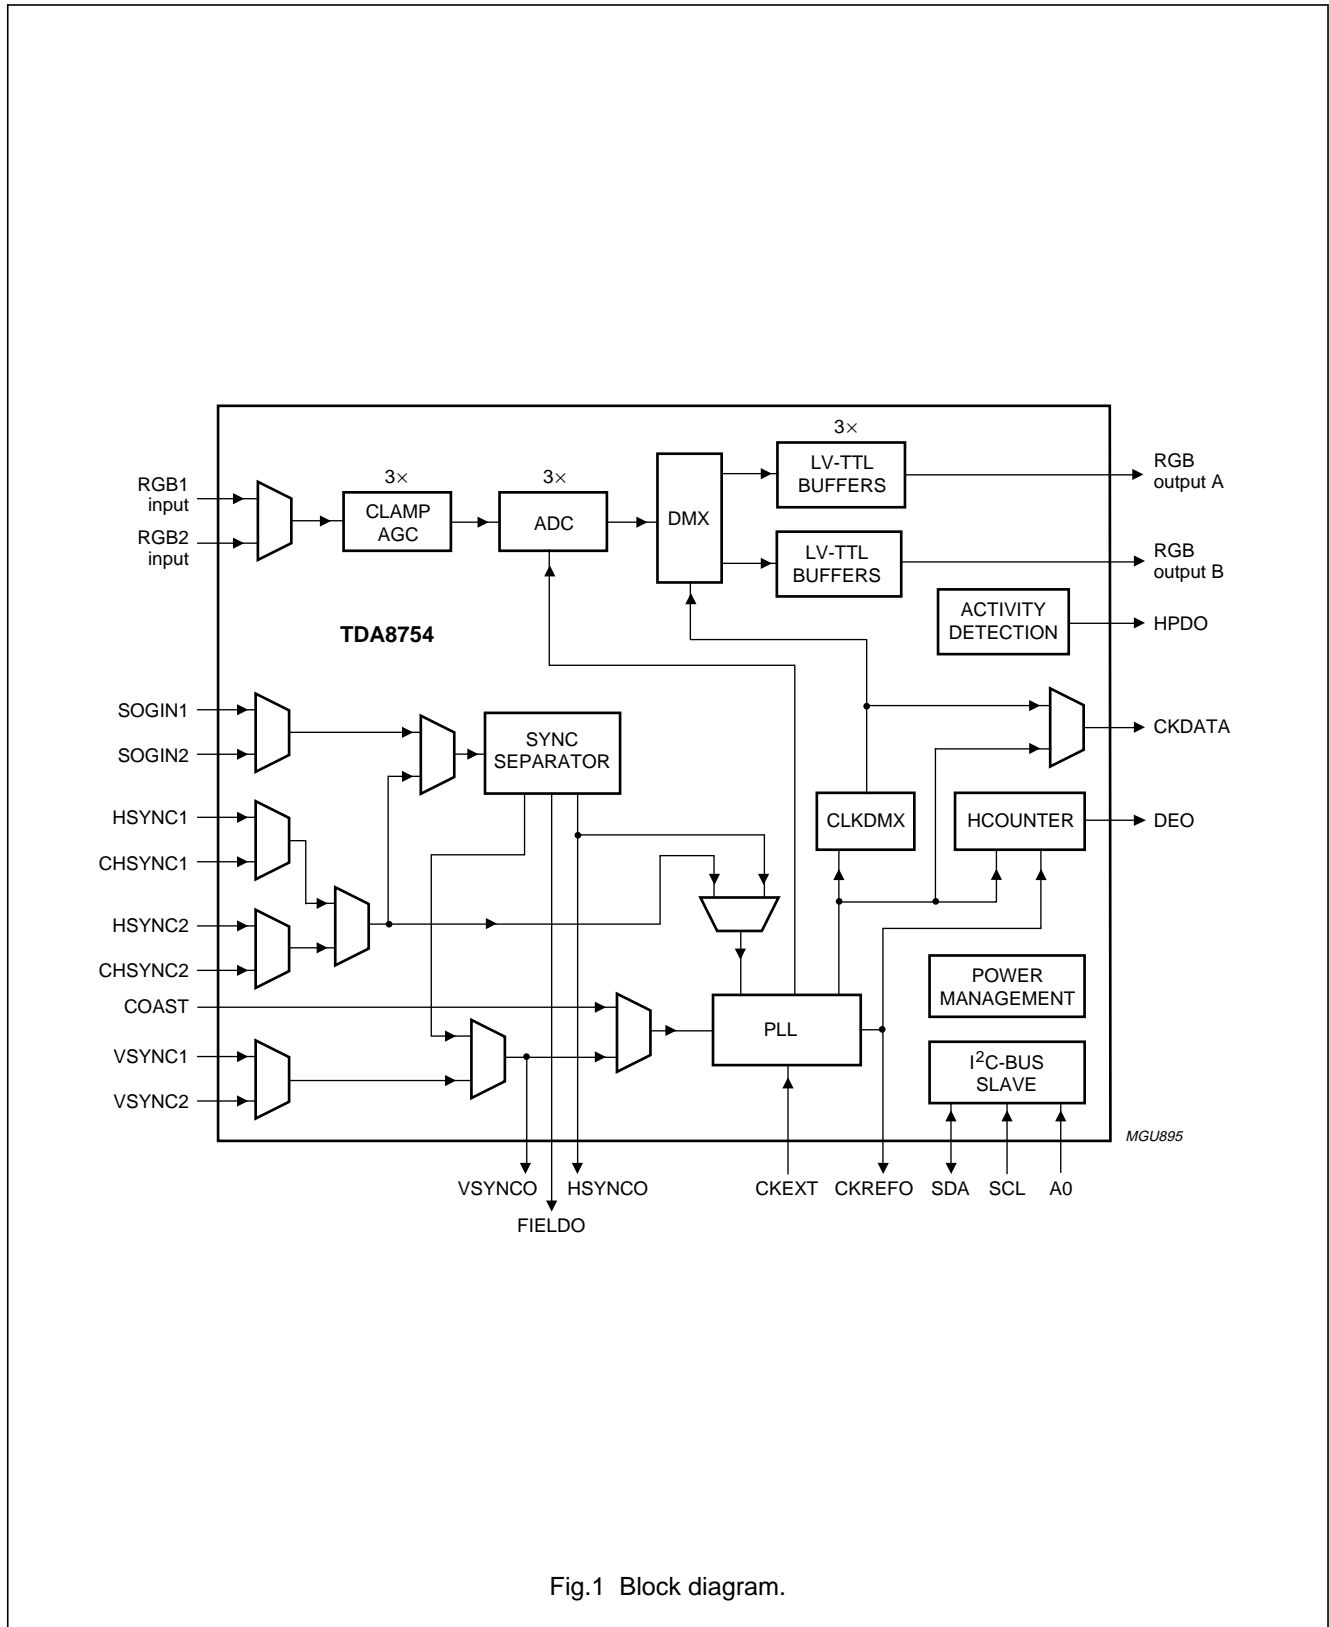 3×
RGB1
input
RGB2
input
3×
CLAMP
AGC
3×
ADC
DMX
LV-TTL
BUFFERS
LV-TTL
BUFFERS
RGB
output A
RGB
output B
ACTIVITY
DETECTION
HPDO
TDA8754
SOGIN1
SOGIN2
SYNC
SEPARATOR
CKDATA
HSYNC1
CHSYNC1
CLKDMX
HCOUNTER
DEO
HSYNC2
CHSYNC2
COAST
POWER
MANAGEMENT
PLL
VSYNC1
VSYNC2
I²C-BUS
SLAVE
MGU895
VSYNCO
HSYNCO
CKEXT
CKREFO
SDA
SCL
A0
FIELDO
Fig.1 Block diagram.